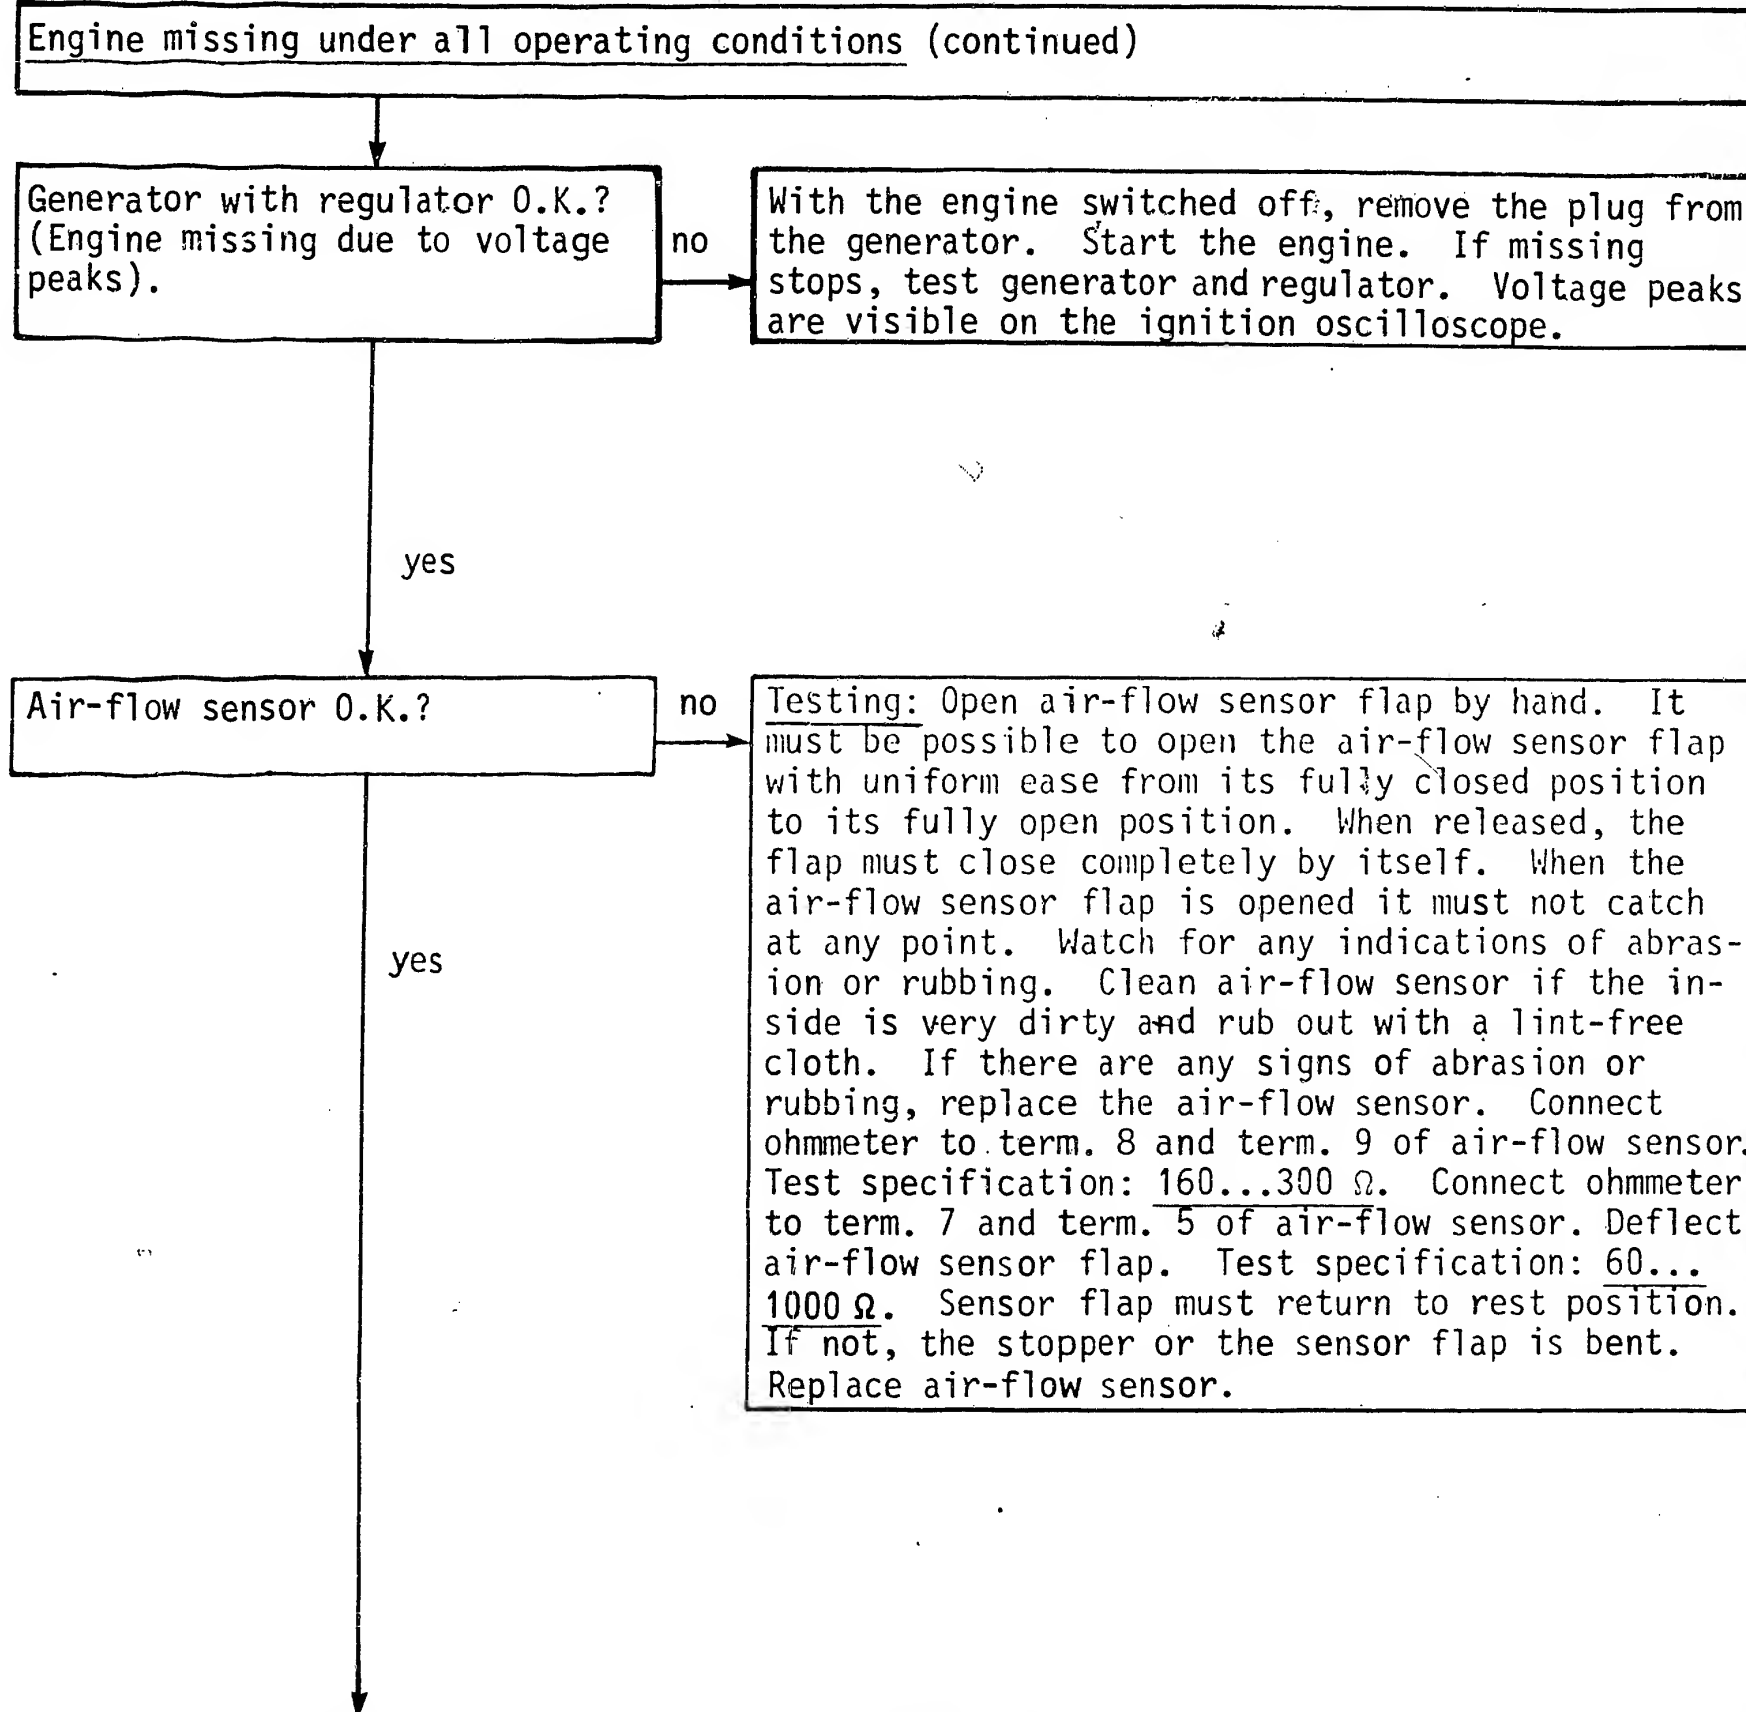 Engine missing under all operating conditions (continued)
Generator with regulator O.K.?
(Engine missing due to voltage
peaks).
no
With the engine switched off, remove the plug from
the generator. Start the engine. If missing
stops, test generator and regulator. Voltage peaks
are visible on the ignition oscilloscope.
yes
Air-flow sensor O.K.?
no
Testing: Open air-flow sensor flap by hand. It
must be possible to open the air-flow sensor flap
with uniform ease from its fully closed position
to its fully open position. When released, the
flap must close completely by itself. When the
air-flow sensor flap is opened it must not catch
at any point. Watch for any indications of abras-
ion or rubbing. Clean air-flow sensor if the in-
side is very dirty and rub out with a lint-free
cloth. If there are any signs of abrasion or
rubbing, replace the air-flow sensor. Connect
ohmmeter to term. 8 and term. 9 of air-flow sensor.
Test specification: 160...300 Ω. Connect ohmmeter
to term. 7 and term. 5 of air-flow sensor. Deflect
air-flow sensor flap. Test specification: 60...
1000 Ω. Sensor flap must return to rest position.
If not, the stopper or the sensor flap is bent.
Replace air-flow sensor.
yes